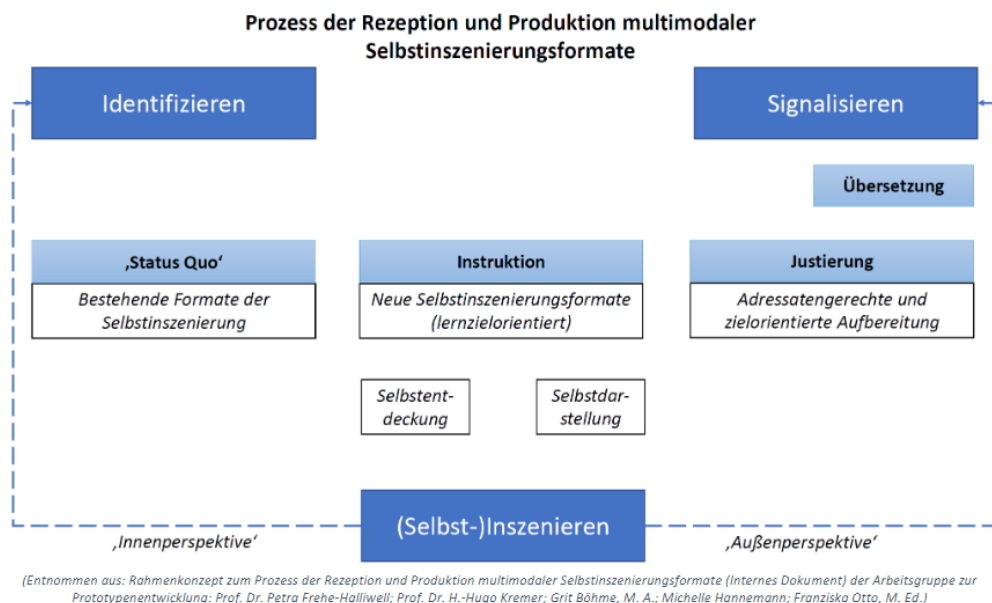 Prozess der Rezeption und Produktion multimodaler
Selbstinszenierungsformate
Identifizieren
Signalisieren
Übersetzung
‚Status Quo‘
Bestehende Formate der
Selbstinszenierung
Instruktion
Neue Selbstinszenierungsformate
(lernzielorientiert)
Justierung
Adressatengerechte und
zielorientierte Aufbereitung
Selbstent-
deckung
Selbstdar-
stellung
(Selbst-)Inszenieren
‚Innenperspektive‘
‚Außenperspektive‘
(Entnommen aus: Rahmenkonzept zum Prozess der Rezeption und Produktion multimodaler Selbstinszenierungsformate (Internes Dokument) der Arbeitsgruppe zur
Prototypenentwicklung: Prof. Dr. Petra Frehe-Halliwell; Prof. Dr. H.-Hugo Kremer; Grit Böhme, M. A.; Michelle Hannemann; Franziska Otto, M. Ed.)